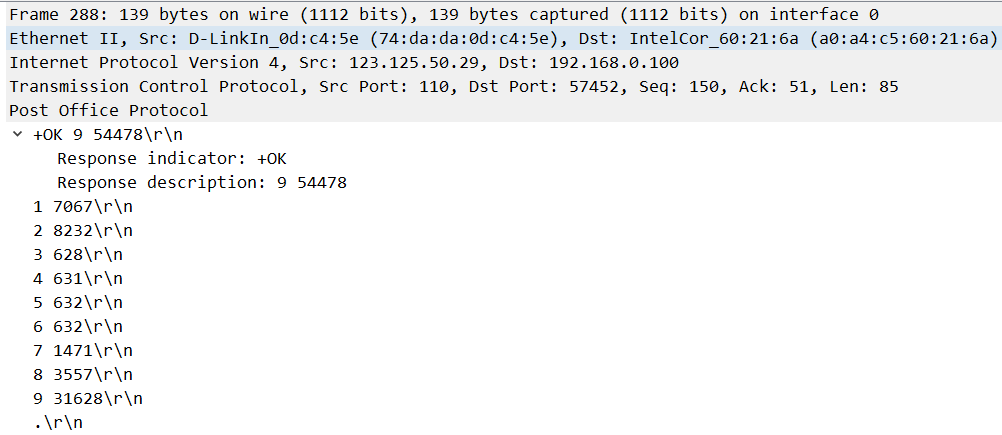 Frame 288: 139 bytes on wire (1112 bits), 139 bytes captured (1112 bits) on interface 0
Ethernet II, Src: D-LinkIn_0d:c4:5e (74:da:da:0d:c4:5e), Dst: IntelCor_60:21:6a (a0:a4:c5:60:21:6a)
Internet Protocol Version 4, Src: 123.125.50.29, Dst: 192.168.0.100
Transmission Control Protocol, Src Port: 110, Dst Port: 57452, Seq: 150, Ack: 51, Len: 85
Post Office Protocol
+OK 9 54478\r\n
Response indicator: +OK
Response description: 9 54478
1 7067\r\n
2 8232\r\n
3 628\r\n
4 631\r\n
5 632\r\n
6 632\r\n
7 1471\r\n
8 3557\r\n
9 31628\r\n
.\r\n